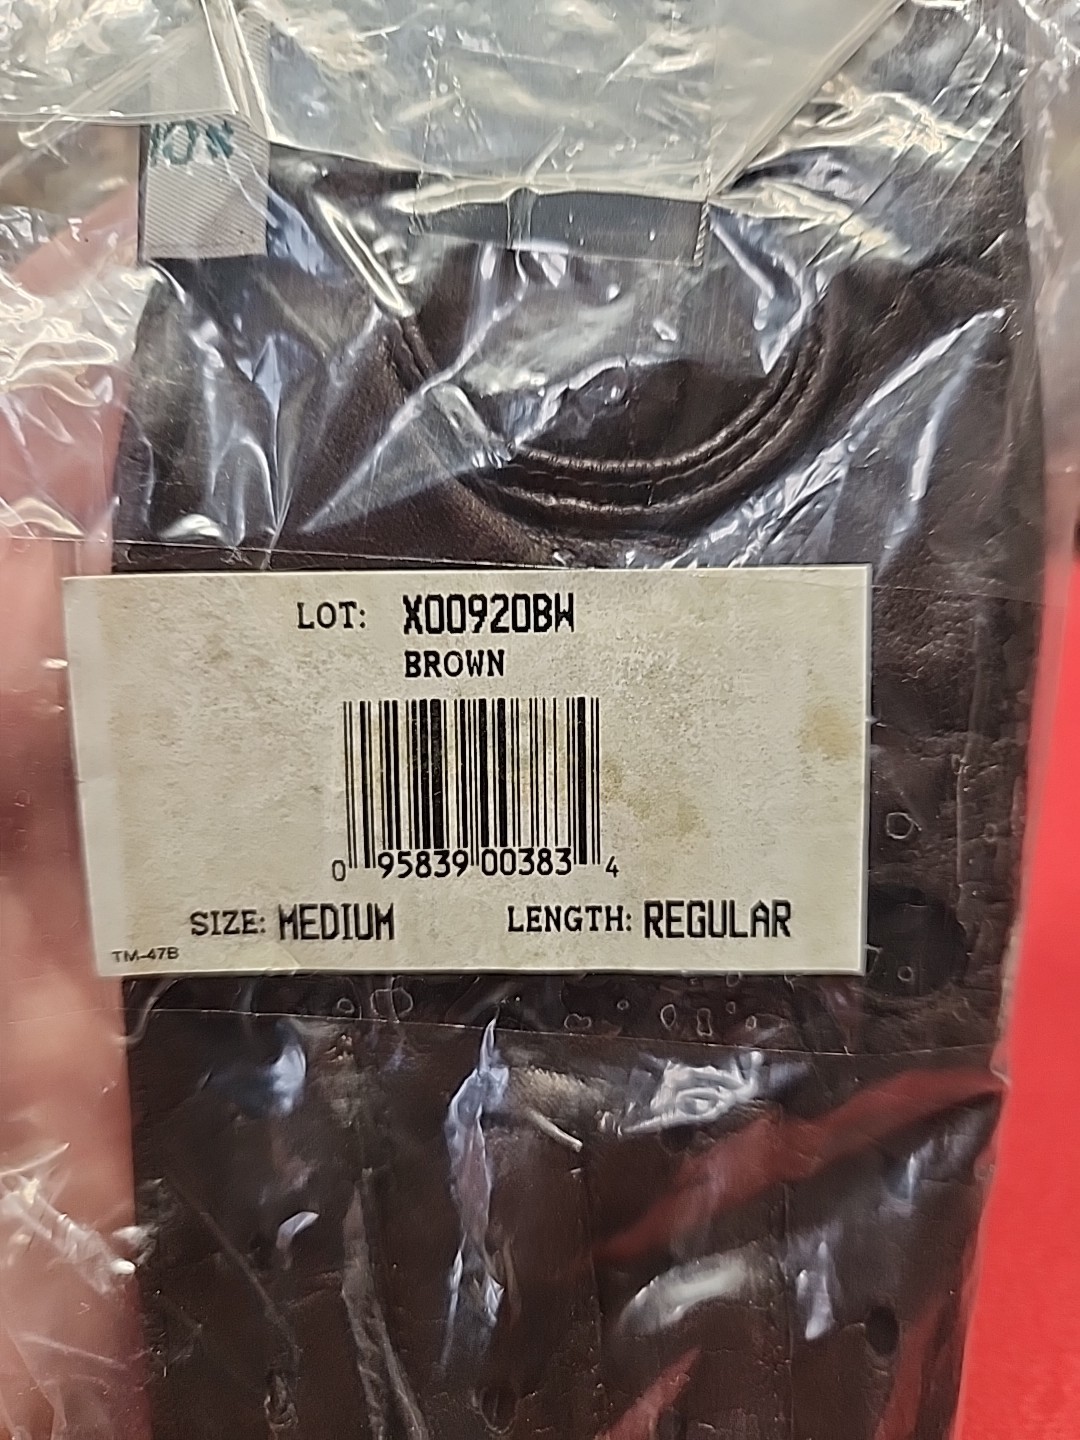 LOT: X00920BW
BROWN
0 95839 00383 4
SIZE: MEDIUM LENGTH: REGULAR
TM-47B